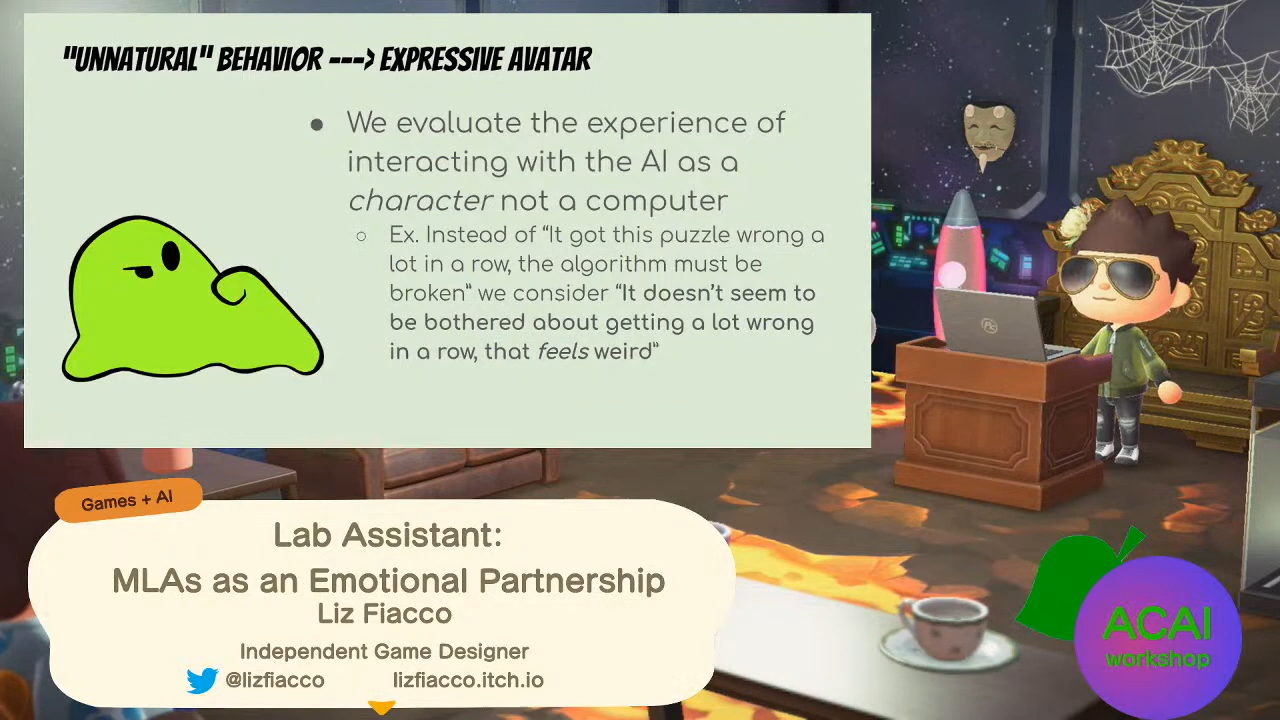 "UNNATURAL" BEHAVIOR ---> EXPRESSIVE AVATAR
● We evaluate the experience of
interacting with the AI as a
character not a computer
○ Ex. Instead of “It got this puzzle wrong a
lot in a row, the algorithm must be
broken” we consider “It doesn’t seem to
be bothered about getting a lot wrong
in a row, that feels weird”
Games + AI
Lab Assistant:
MLAs as an Emotional Partnership
Liz Fiacco
Independent Game Designer
@lizfiacco lizfiacco.itch.io
ACAI
workshop